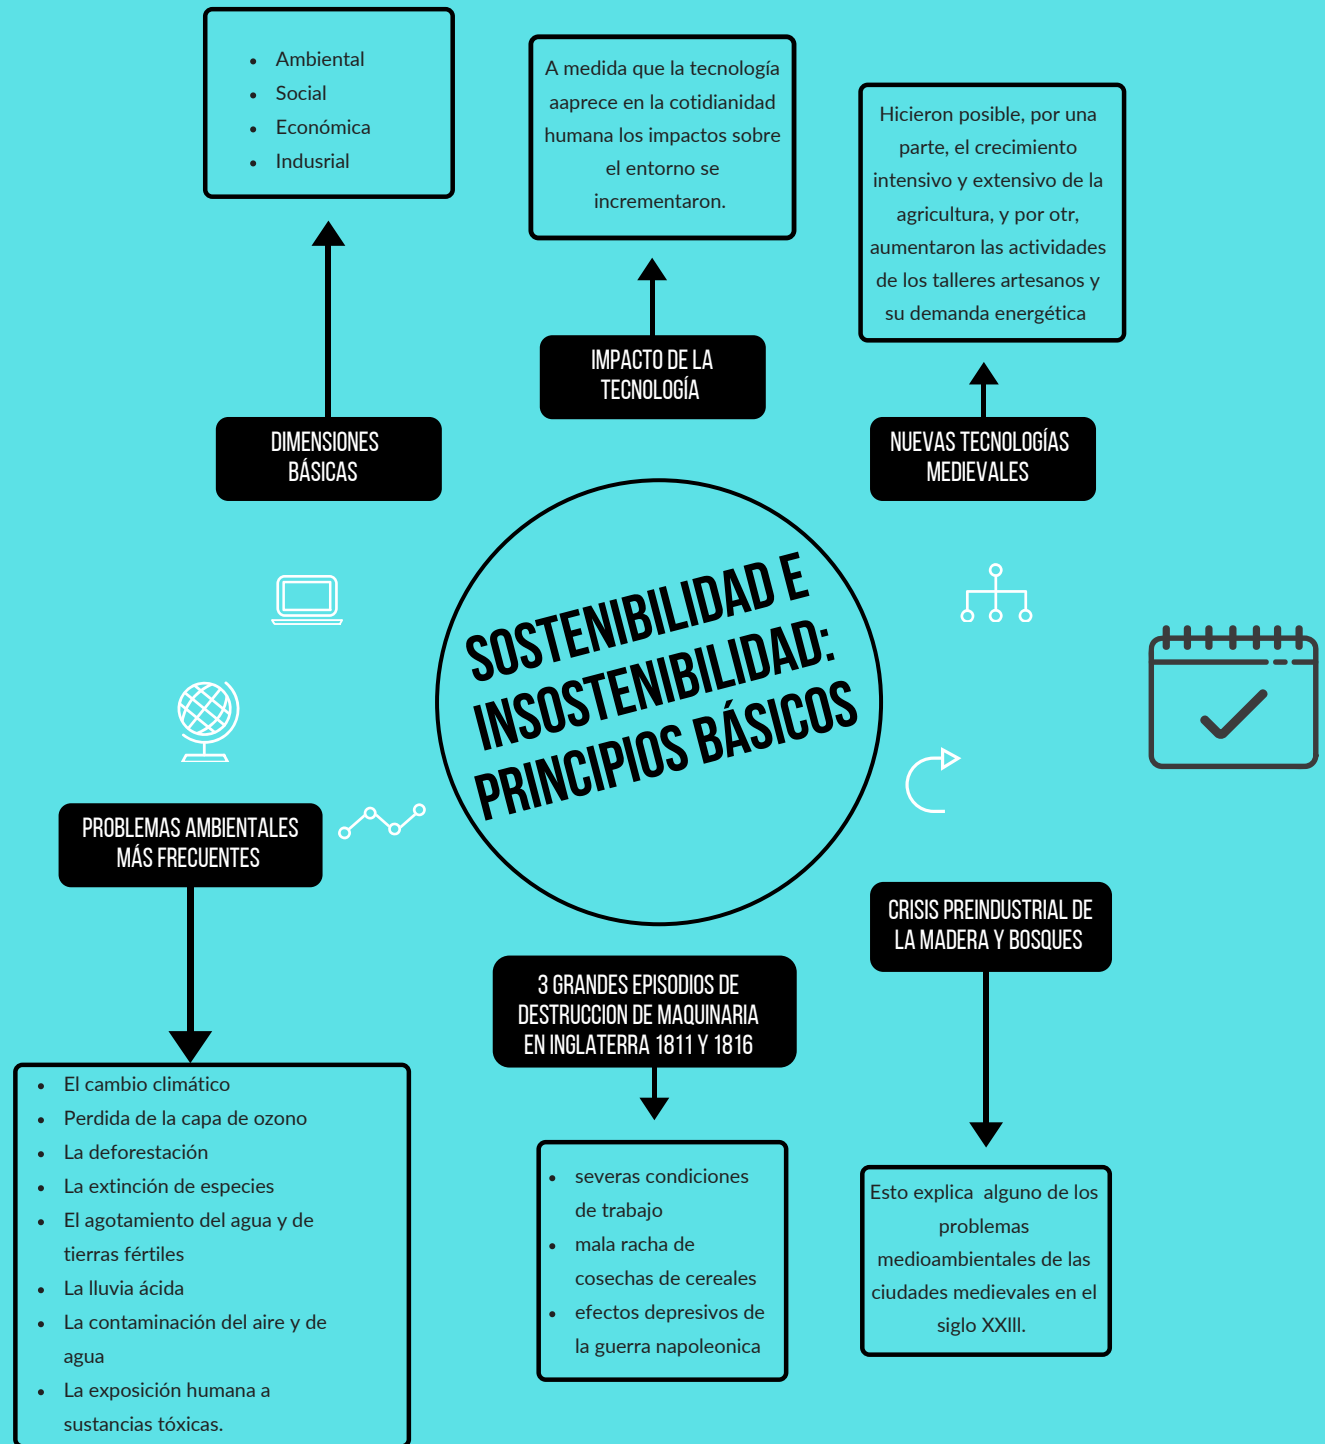 Ambiental
Social
Económica
Indusrial
A medida que la tecnología
aaprece en la cotidianidad
humana los impactos sobre
el entorno se
incrementaron.
Hicieron posible, por una
parte, el crecimiento
intensivo y extensivo de la
agricultura, y por otr,
aumentaron las actividades
de los talleres artesanos y
su demanda energética
IMPACTO DE LA
TECNOLOGÍA
DIMENSIONES
BÁSICAS
NUEVAS TECNOLOGÍAS
MEDIEVALES
SOSTENIBILIDAD E
INSOSTENIBILIDAD:
PRINCIPIOS BÁSICOS
PROBLEMAS AMBIENTALES
MÁS FRECUENTES
CRISIS PREINDUSTRIAL DE
LA MADERA Y BOSQUES
3 GRANDES EPISODIOS DE
DESTRUCCION DE MAQUINARIA
EN INGLATERRA 1811 Y 1816
El cambio climático
Perdida de la capa de ozono
La deforestación
La extinción de especies
El agotamiento del agua y de
tierras fértiles
La lluvia ácida
La contaminación del aire y de
agua
La exposición humana a
sustancias tóxicas.
severas condiciones
de trabajo
mala racha de
cosechas de cereales
efectos depresivos de
la guerra napoleonica
Esto explica alguno de los
problemas
medioambientales de las
ciudades medievales en el
siglo XXIII.